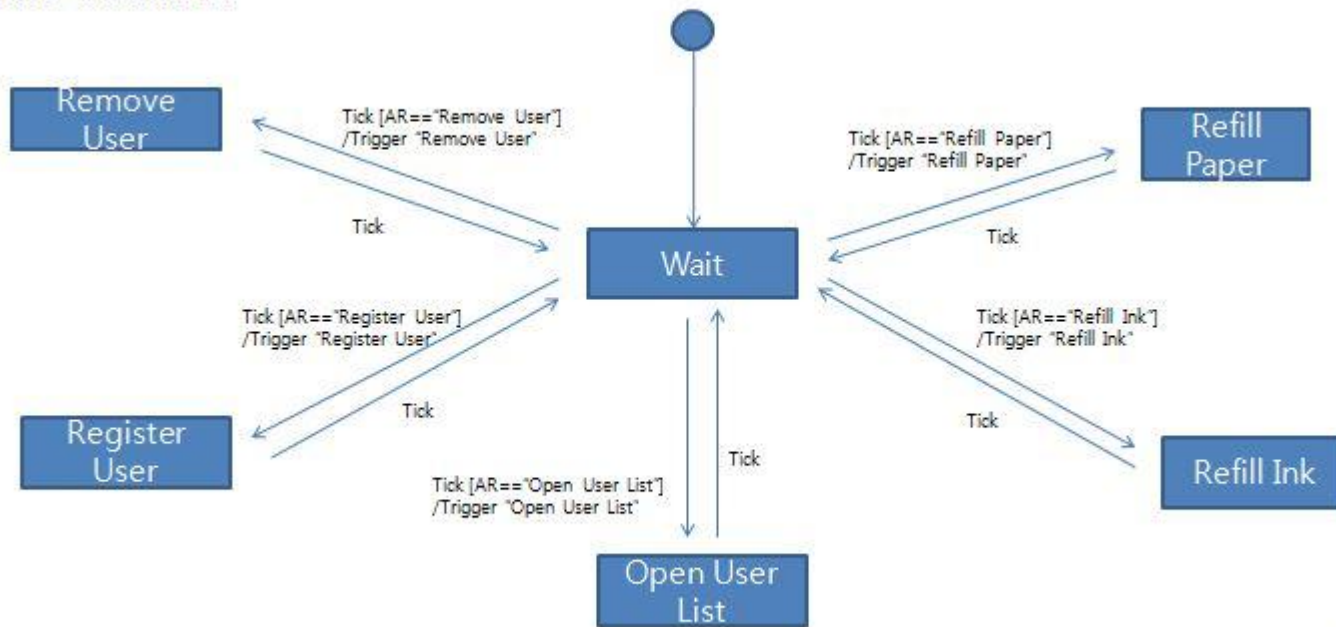 Remove
User
Tick [AR=="Remove User"]
/Trigger "Remove User"
Tick
Tick [AR=="Refill Paper"]
/Trigger "Refill Paper"
Refill
Paper
Tick
Wait
Tick [AR=="Register User"]
/Trigger "Register User"
Tick
Register
User
Tick [AR=="Refill Ink"]
/Trigger "Refill Ink"
Tick
Refill Ink
Tick [AR=="Open User List"]
/Trigger "Open User List"
Tick
Open User
List